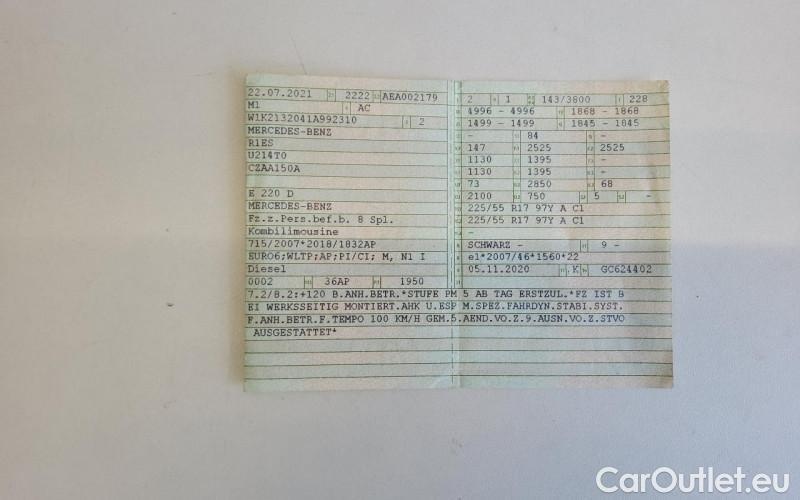 22.07.2021 2222 AEA002179
M1 AC
W1K2132041A992310 2
MERCEDES-BENZ
R1ES
U214T0
CZAA150A
E 220 D
MERCEDES-BENZ
Fz.z.Pers.bef.b. 8 Spl.
Kombilimousine
715/2007*2018/1832AP
EURO6;WLTP;AP;PI/CI; M, N1 I
Diesel
0002 36AP 1950
2 1 143/3800 228
4996 - 4996 1868 - 1868
1499 - 1499 1845 - 1845
- 84 -
147 2525 2525
1130 1395 -
1130 1395 -
73 2850 68
2100 750 5 -
225/55 R17 97Y A C1
225/55 R17 97Y A C1
-
SCHWARZ - 9 -
e1*2007/46*1560*22
05.11.2020 K GC624402
7.2/8.2:+120 B.ANH.BETR.*STUFE PM 5 AB TAG ERSTZUL.*FZ IST B
EI WERKSSEITIG MONTIERT.AHK U.ESP M.SPEZ.FAHRDYN.STABI.SYST.
F.ANH.BETR.F.TEMPO 100 KM/H GEM.5.AEND.VO.Z.9.AUSN.VO.Z.STVO
AUSGESTATTET*
CarOutlet.eu